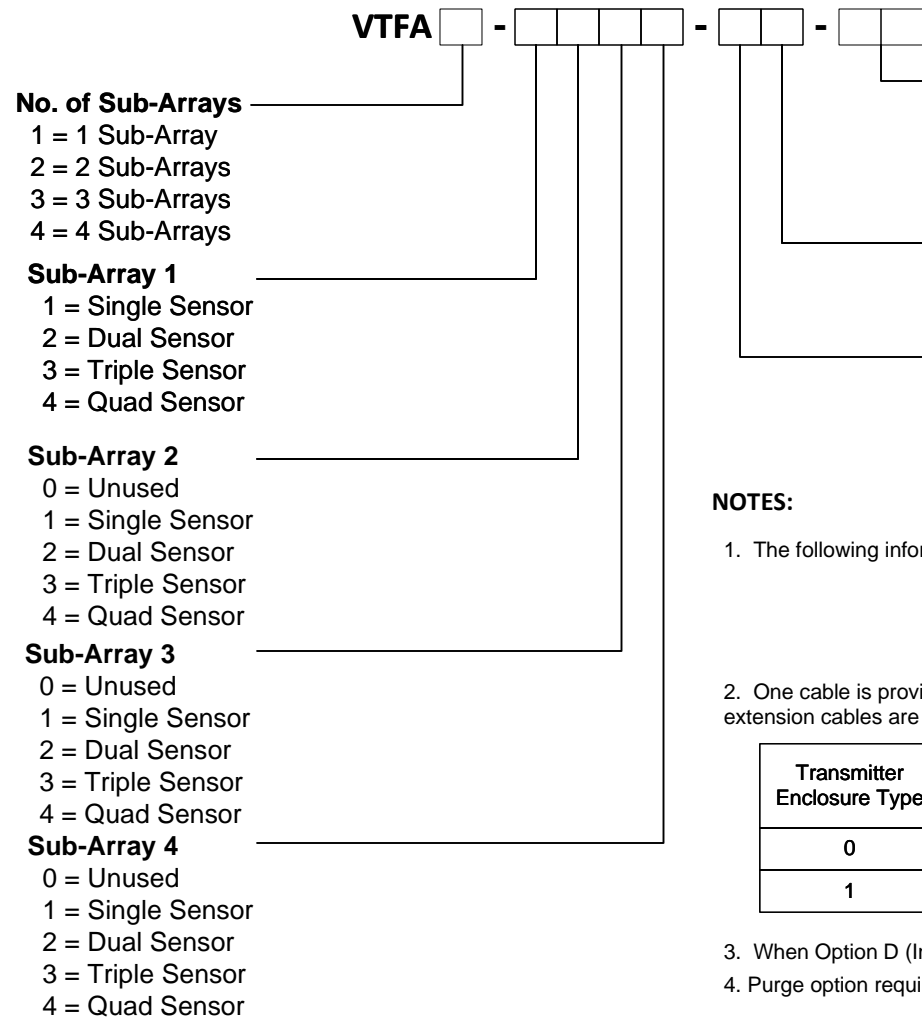 VTFA - - -
No. of Sub-Arrays
1 = 1 Sub-Array
2 = 2 Sub-Arrays
3 = 3 Sub-Arrays
4 = 4 Sub-Arrays
Sub-Array 1
1 = Single Sensor
2 = Dual Sensor
3 = Triple Sensor
4 = Quad Sensor
Sub-Array 2
0 = Unused
1 = Single Sensor
2 = Dual Sensor
3 = Triple Sensor
4 = Quad Sensor
Sub-Array 3
0 = Unused
1 = Single Sensor
2 = Dual Sensor
3 = Triple Sensor
4 = Quad Sensor
Sub-Array 4
0 = Unused
1 = Single Sensor
2 = Dual Sensor
3 = Triple Sensor
4 = Quad Sensor
NOTES:
1. The following
2. One cable is
extension cables are
Transmitter
Enclosure Type
0
1
3. When Option D
4. Purge option